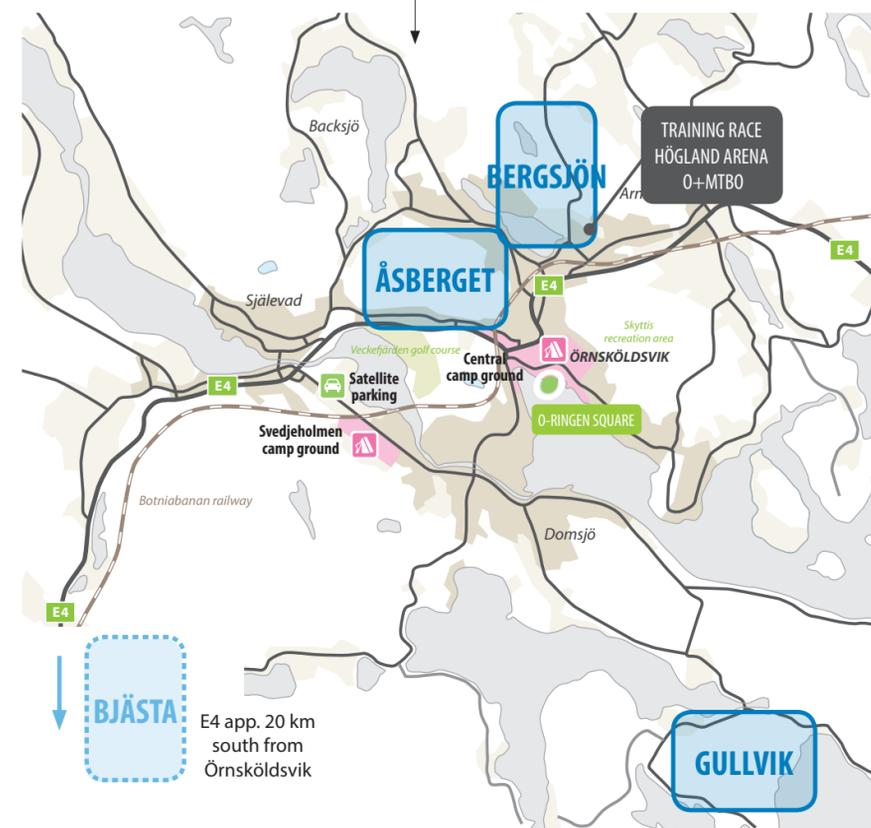 Backsjö
BERGSJÖN
TRAINING RACE
HÖGLAND ARENA
O+MTBO
Arn
E4
ÅSBERGET
E4
Själevad
Skyttis
recreation area
Veckefjärden golf course
Central
camp ground
ÖRNSKÖLDSVIK
E4
Satellite
parking
O-RINGEN SQUARE
Svedjeholmen
camp ground
Botniabanan railway
Domsjö
E4
BJÄSTA
E4 app. 20 km
south from
Örnsköldsvik
GULLVIK